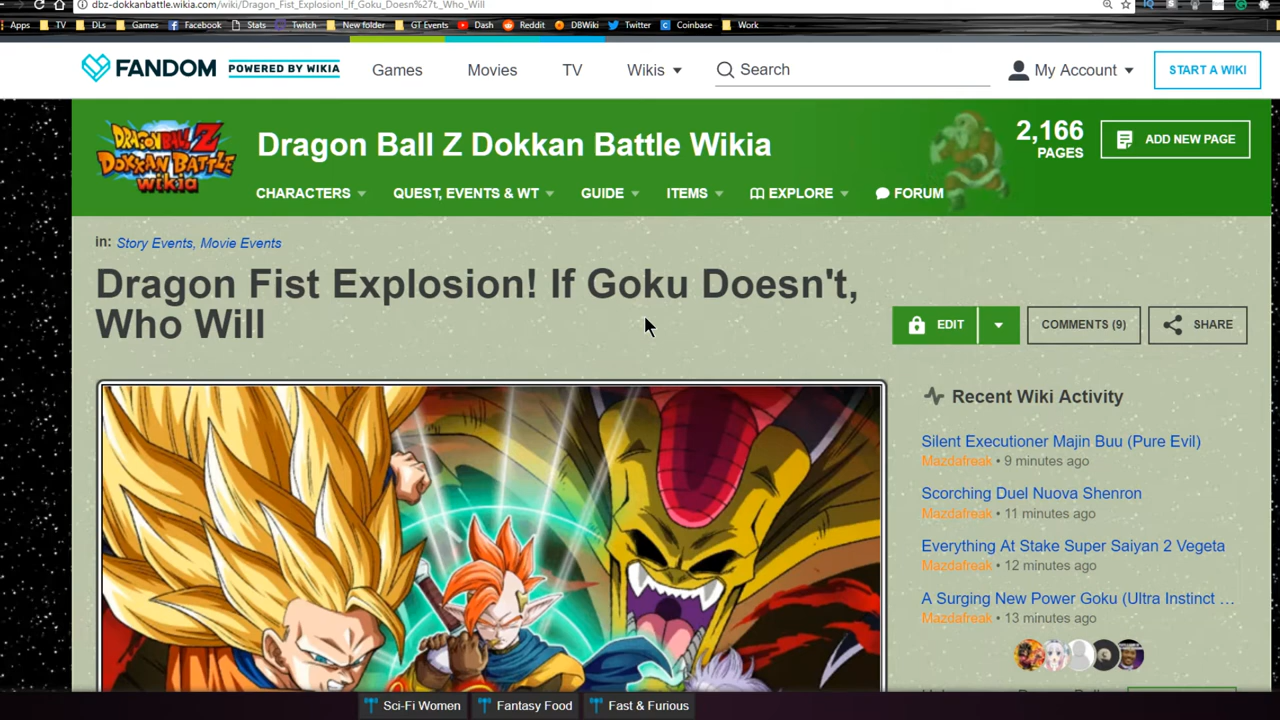 dbz-dokkanbattle.wikia.com/wiki/Dragon_Fist_Explosion!_If_Goku_Doesn%27t,_Who_Will
Apps TV DLs Games Facebook Stats Twitch New folder GT Events Dash Reddit DBWiki Twitter Coinbase Work
FANDOM POWERED BY WIKIA Games Movies TV Wikis Search My Account START A WIKI
DRAGONBALL Z
DOKKAN BATTLE
wikia
Dragon Ball Z Dokkan Battle Wikia
2,166
PAGES
ADD NEW PAGE
CHARACTERS QUEST, EVENTS & WT GUIDE ITEMS EXPLORE FORUM
in: Story Events, Movie Events
Dragon Fist Explosion! If Goku Doesn't,
Who Will
EDIT COMMENTS (9) SHARE
Recent Wiki Activity
Silent Executioner Majin Buu (Pure Evil)
Mazdafreak • 9 minutes ago
Scorching Duel Nuova Shenron
Mazdafreak • 11 minutes ago
Everything At Stake Super Saiyan 2 Vegeta
Mazdafreak • 12 minutes ago
A Surging New Power Goku (Ultra Instinct ...
Mazdafreak • 13 minutes ago
Sci-Fi Women Fantasy Food Fast & Furious